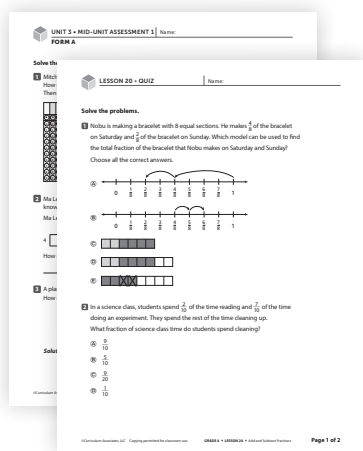 UNIT 3 • MID-UNIT ASSESSMENT 1 Name:
FORM A
Solve the
1 Mitch
How
Then
2 Ma Le
know
Ma Le
4
How
3 A pla
How
Solut
©Curriculum A
LESSON 20 • QUIZ Name:
Solve the problems.
1 Nobu is making a bracelet with 8 equal sections. He makes 4/8 of the bracelet
on Saturday and 2/8 of the bracelet on Sunday. Which model can be used to find
the total fraction of the bracelet that Nobu makes on Saturday and Sunday?
Choose all the correct answers.
Ⓐ
0 1/8 2/8 3/8 4/8 5/8 6/8 7/8 1
Ⓑ
0 1/8 2/8 3/8 4/8 5/8 6/8 7/8 1
Ⓒ
Ⓓ
Ⓔ
2 In a science class, students spend 2/10 of the time reading and 7/10 of the time
doing an experiment. They spend the rest of the time cleaning up.
What fraction of science class time do students spend cleaning?
Ⓐ 9/10
Ⓑ 5/10
Ⓒ 9/20
Ⓓ 1/10
©Curriculum Associates, LLC Copying permitted for classroom use. GRADE 4 • LESSON 20 • Add and Subtract Fractions Page 1 of 2